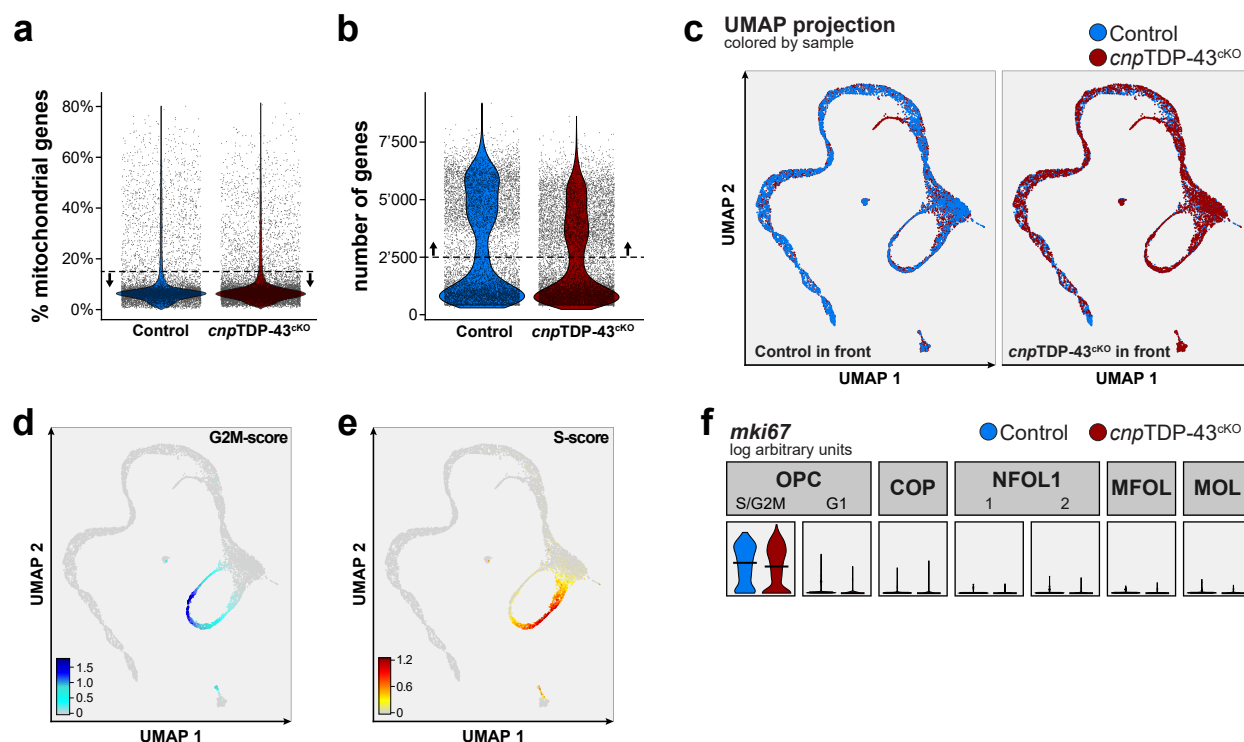 a
% mitochondrial genes
80%
60%
40%
20%
0%
Control
cnpTDP-43cKO
b
number of genes
7'500
5'000
2'500
0
Control
cnpTDP-43cKO
c
UMAP projection
colored by sample
Control
cnpTDP-43cKO
UMAP 2
Control in front
cnpTDP-43cKO in front
UMAP 1
UMAP 1
d
G2M-score
UMAP 2
1.5
1.0
0.5
0
UMAP 1
e
S-score
UMAP 2
1.2
0.6
0
UMAP 1
f
mki67
log arbitrary units
Control
cnpTDP-43cKO
OPC
S/G2M G1
COP
NFOL1
1 2
MFOL
MOL